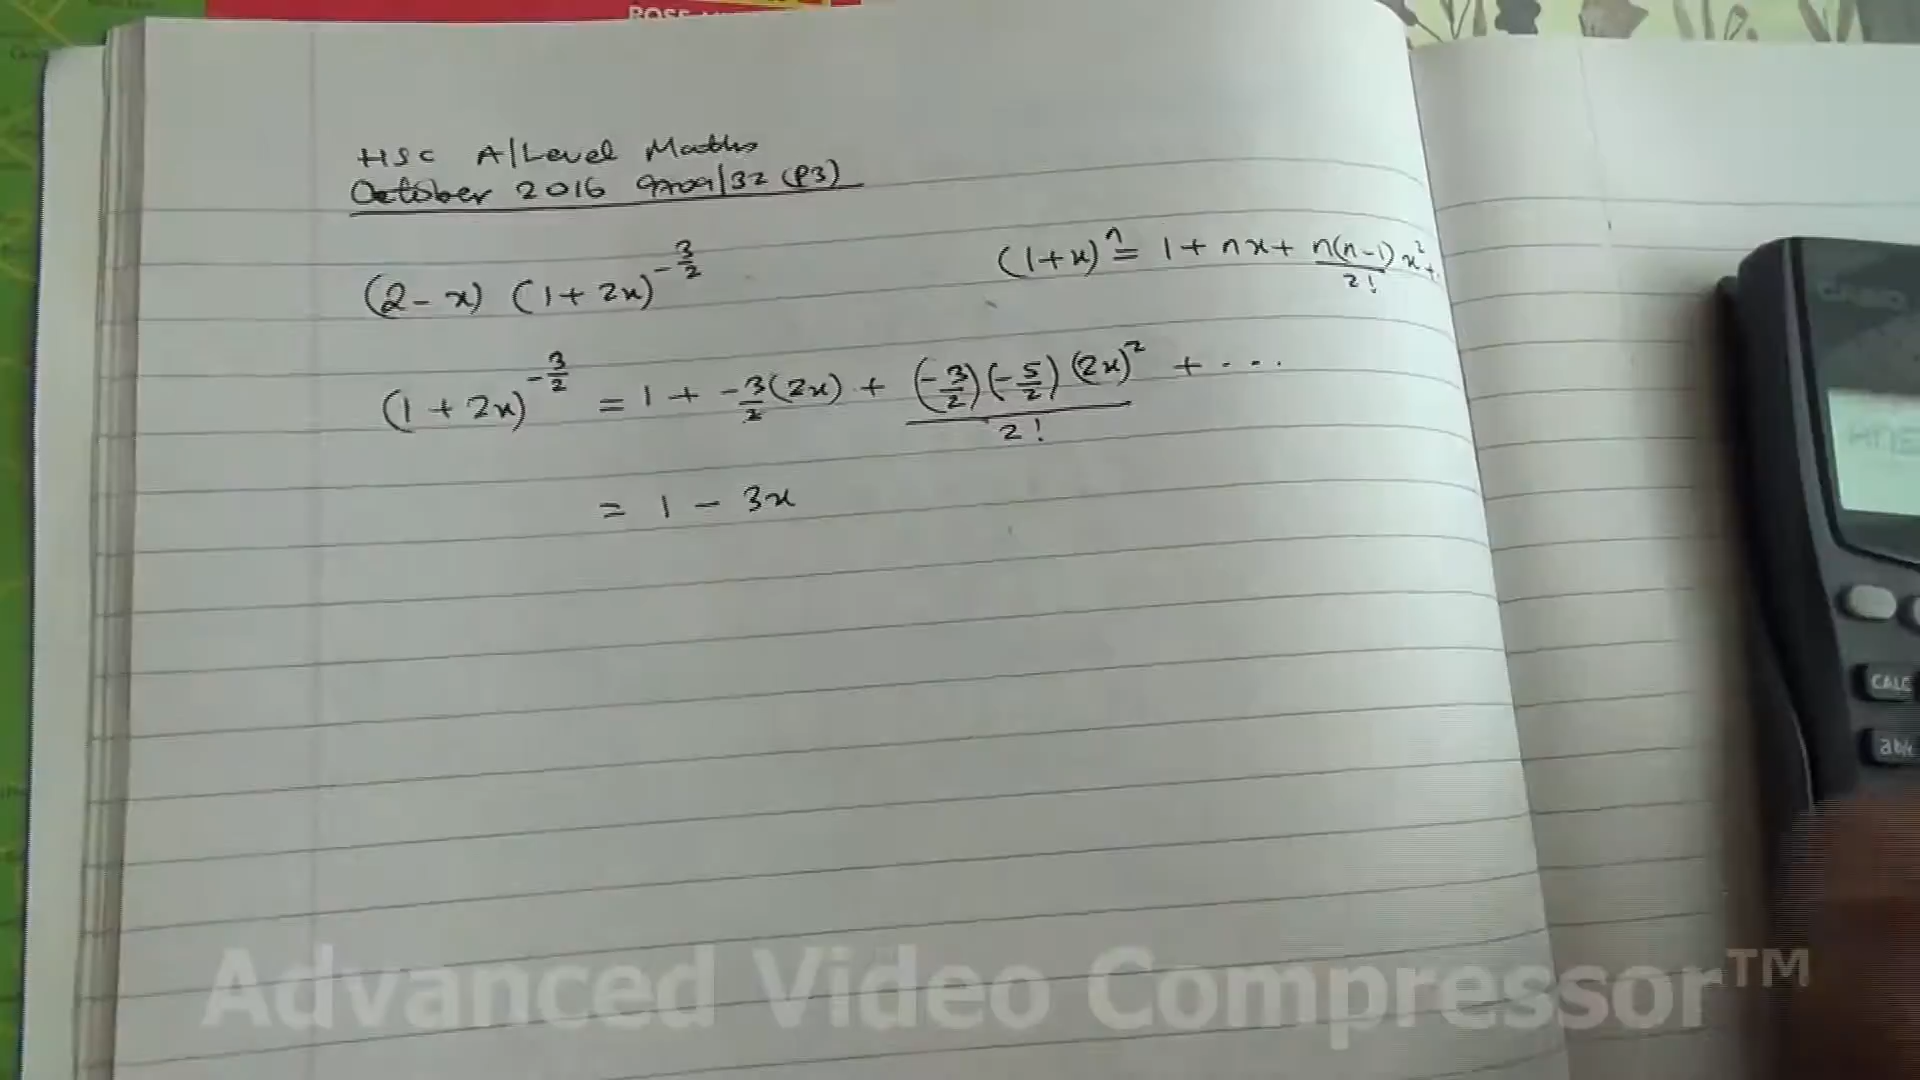 HSC A/Level Maths
October 2016 9709/32 (P3)
(2 - x) (1 + 2x)^{-3/2}
(1+x)^n = 1 + nx + n(n-1)/2! x^2 + .
(1 + 2x)^{-3/2} = 1 + -3/2 (2x) + (-3/2)(-5/2)(2x)^2/2! + ...
= 1 - 3x
CASIO
CALC
Advanced Video Compressor™